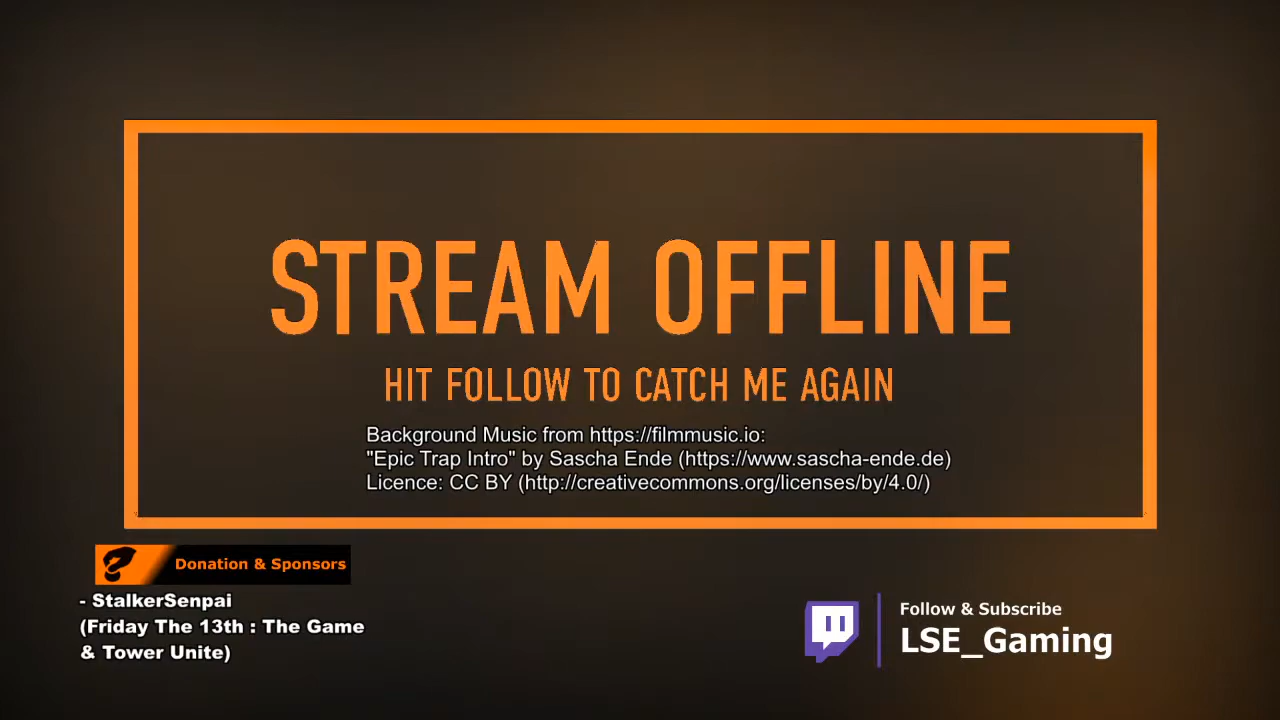 STREAM OFFLINE
HIT FOLLOW TO CATCH ME AGAIN
Background Music from https://filmmusic.io:
"Epic Trap Intro" by Sascha Ende (https://www.sascha-ende.de)
Licence: CC BY (http://creativecommons.org/licenses/by/4.0/)
Donation & Sponsors
- StalkerSenpai
(Friday The 13th : The Game
& Tower Unite)
Follow & Subscribe
LSE_Gaming